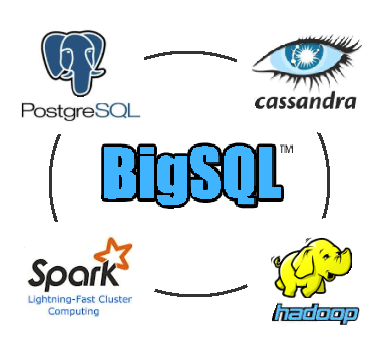 PostgreSQL
cassandra
BigSQL™
Spark
Lightning-Fast Cluster
Computing
hadoop